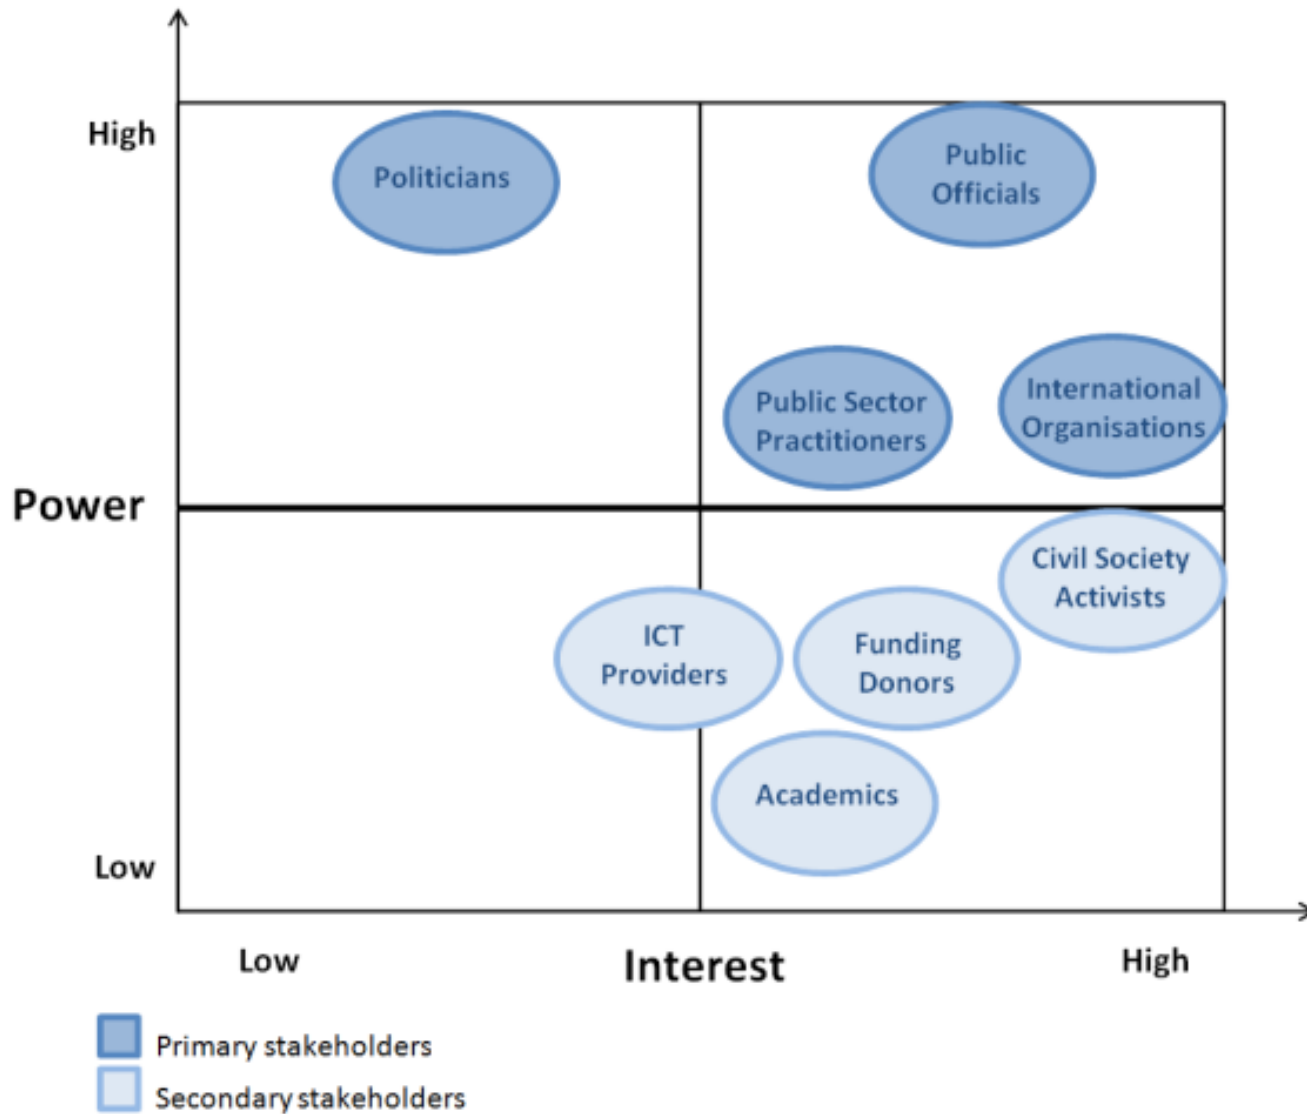 High
Politicians
Public
Officials
Public Sector
Practitioners
International
Organisations
Power
Civil Society
Activists
ICT
Providers
Funding
Donors
Academics
Low
Low
Interest
High
Primary stakeholders
Secondary stakeholders